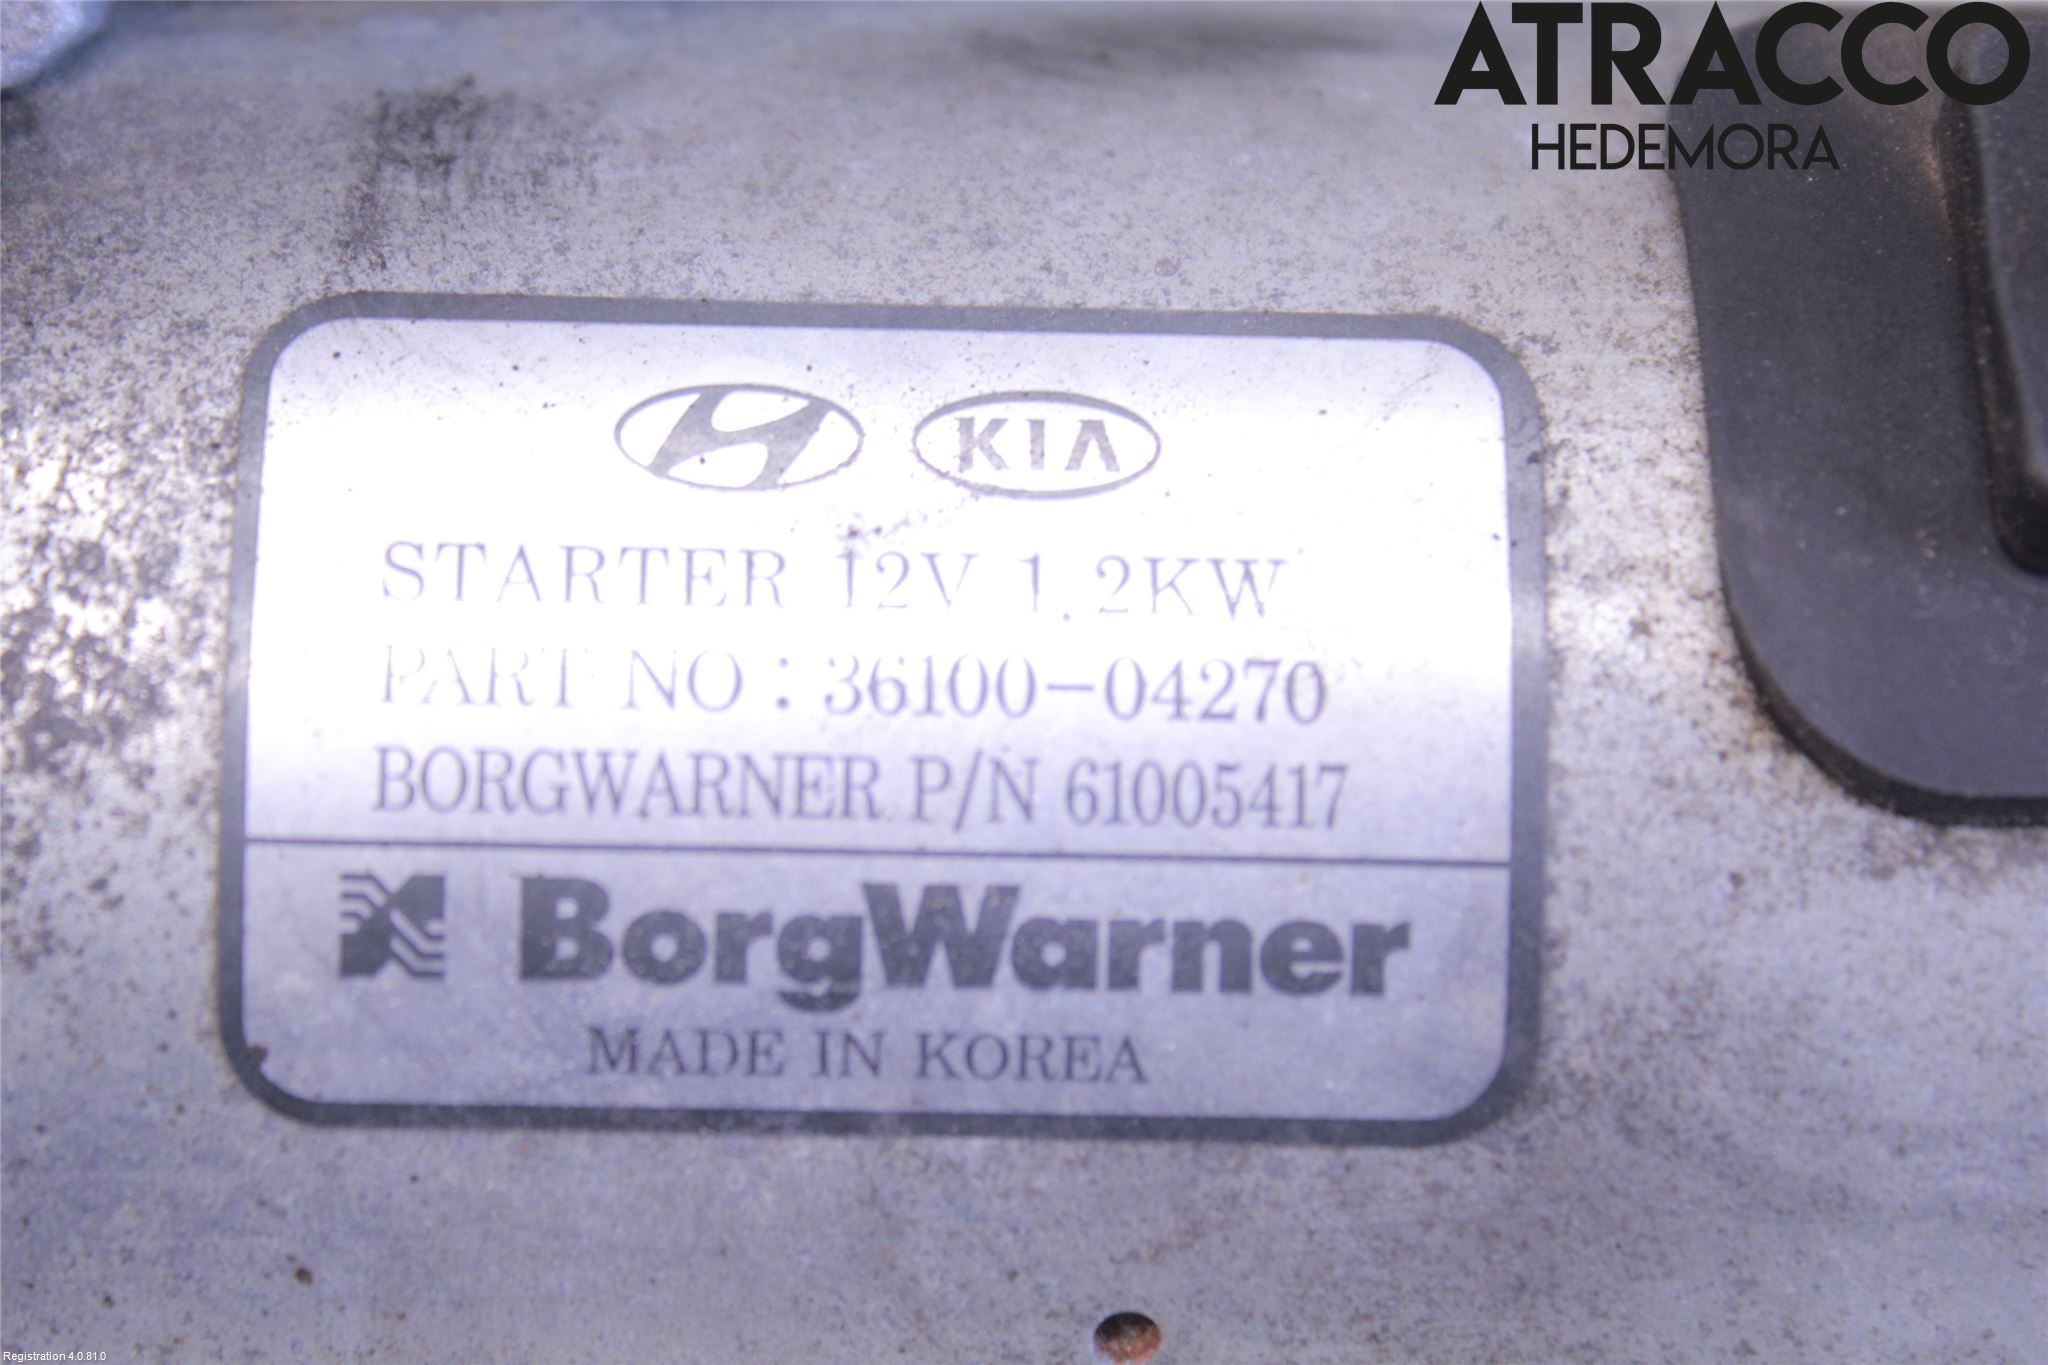 ATRACCO
HEDEMORA
KIA
STARTER 12V 1.2KW
PART NO : 36100-04270
BORGWARNER P/N 61005417
BorgWarner
MADE IN KOREA
Registration 4.0.81.0